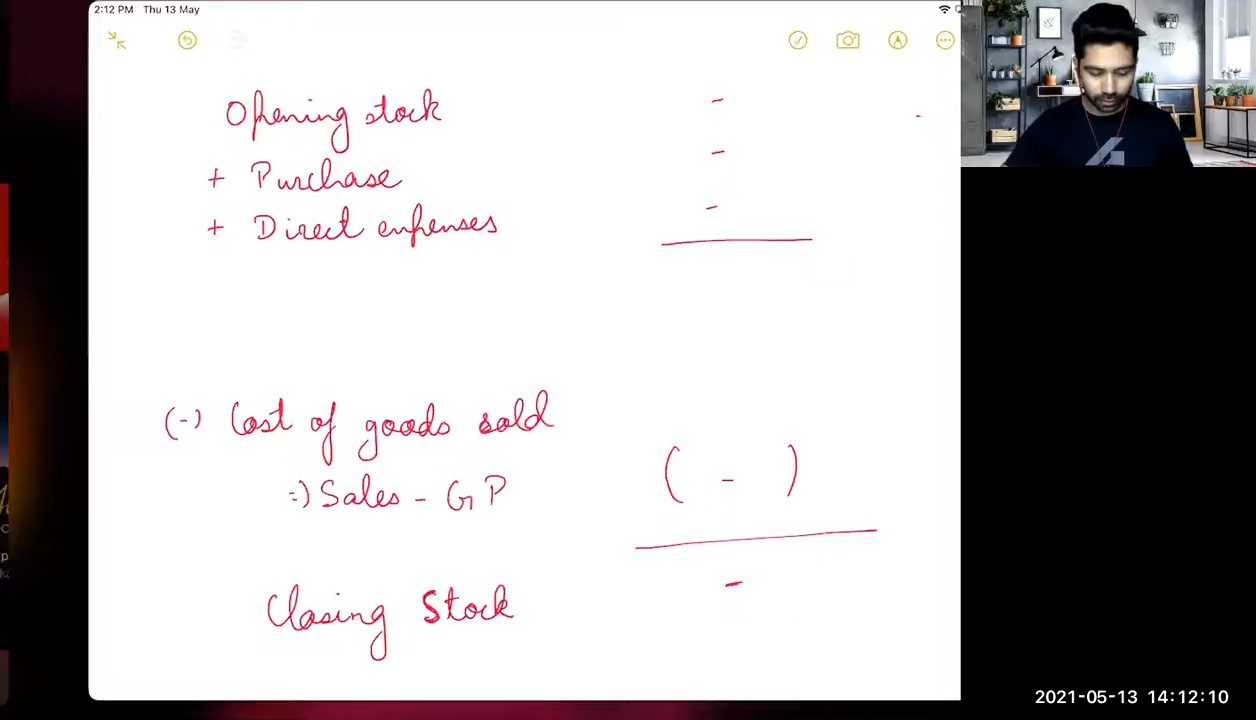 2:12 PM Thu 13 May
Opening stock -
+ Purchase -
+ Direct expenses -
(-) Cost of goods sold
=) Sales - GP ( - )
Closing Stock -
2021-05-13 14:12:10